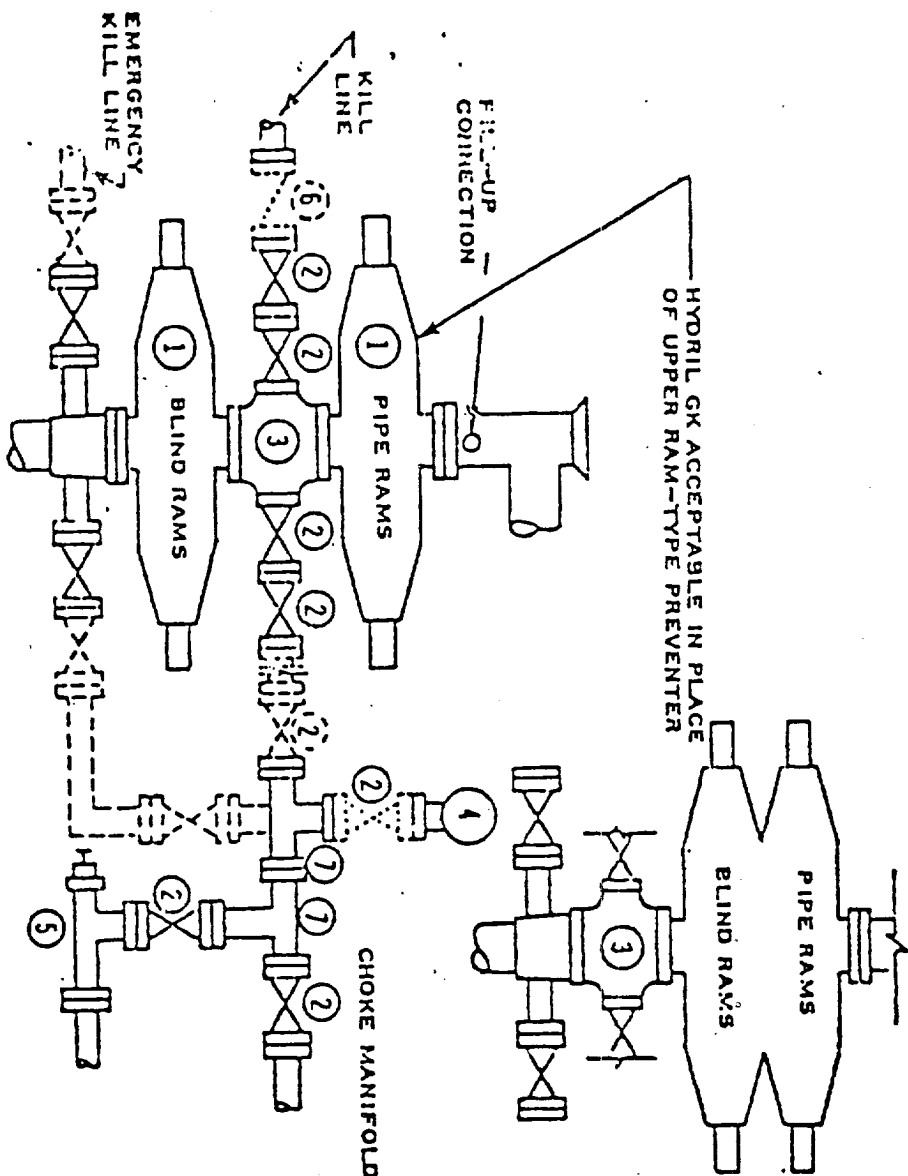 HYDRIL GK ACCEPTABLE IN PLACE
OF UPPER RAM-TYPE PREVENTER
CONNECTION
KILL
LINE
EMERGENCY
KILL LINE
1
PIPE RAMS
6
2
2
3
2
2
2
1
BLIND RAMS
2
4
7
7
2
2
5
CHOKE MANIFOLD
PIPE RAMS
BLIND RAMS
3